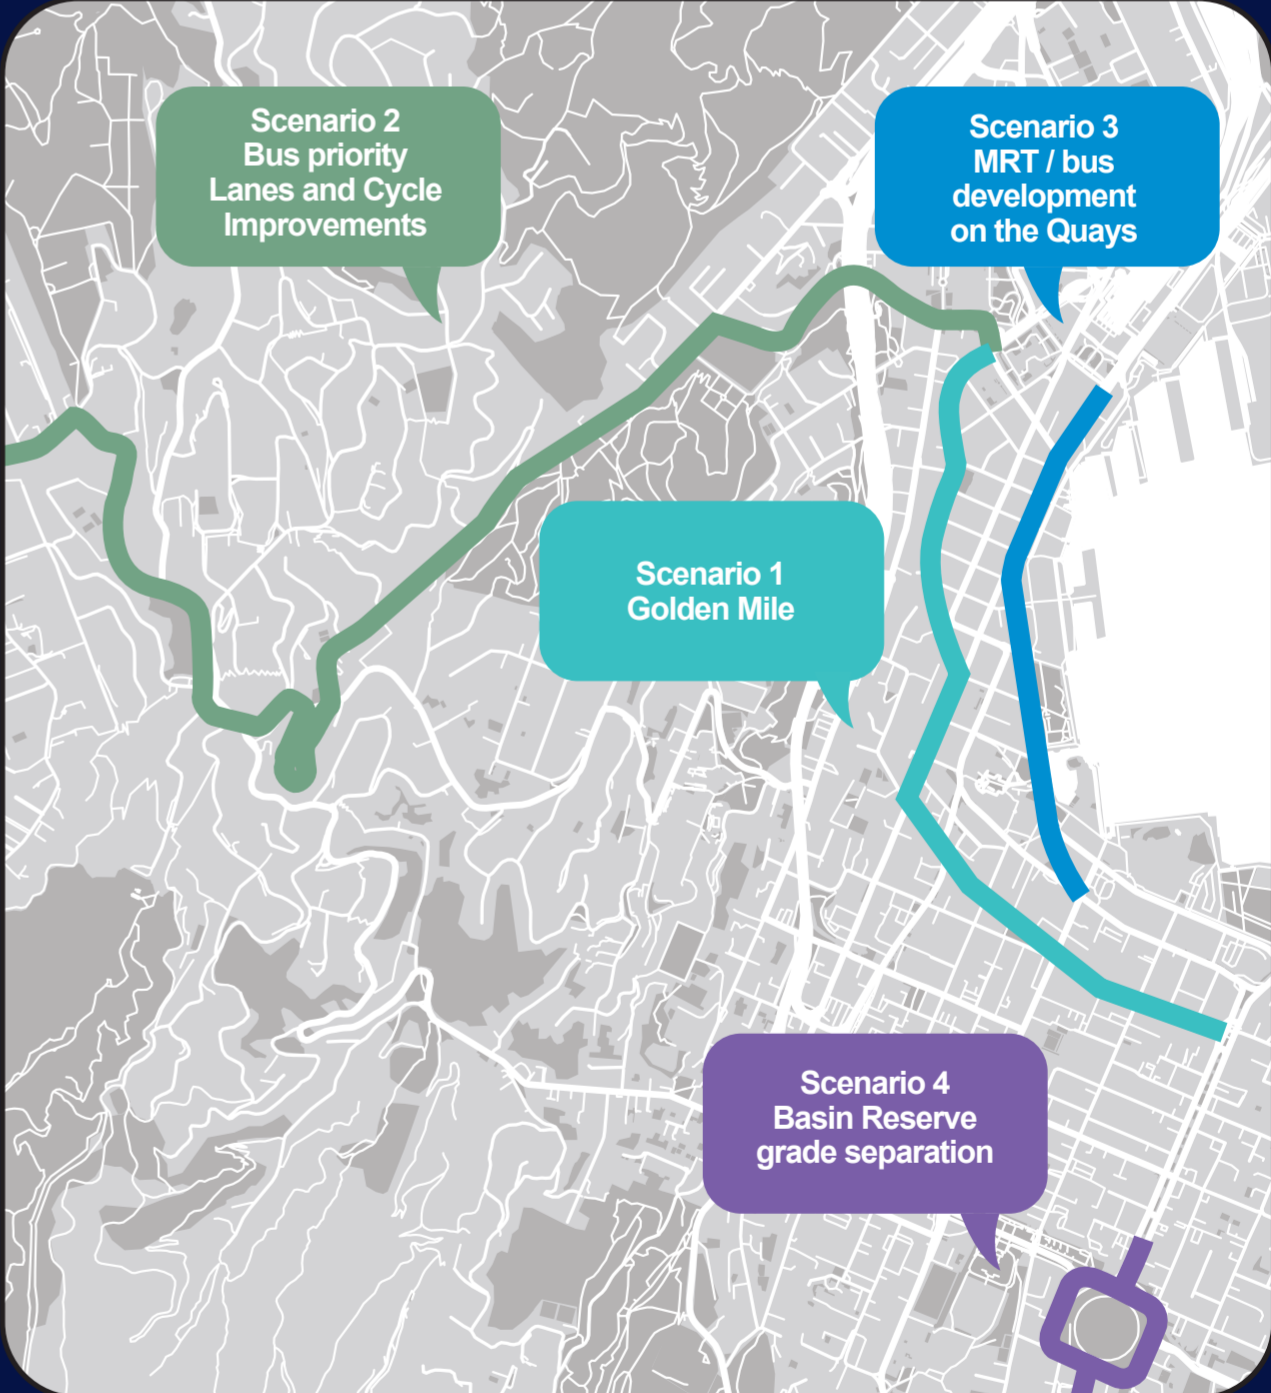 Scenario 2
Bus priority
Lanes and Cycle
Improvements
Scenario 3
MRT / bus
development
on the Quays
Scenario 1
Golden Mile
Scenario 4
Basin Reserve
grade separation